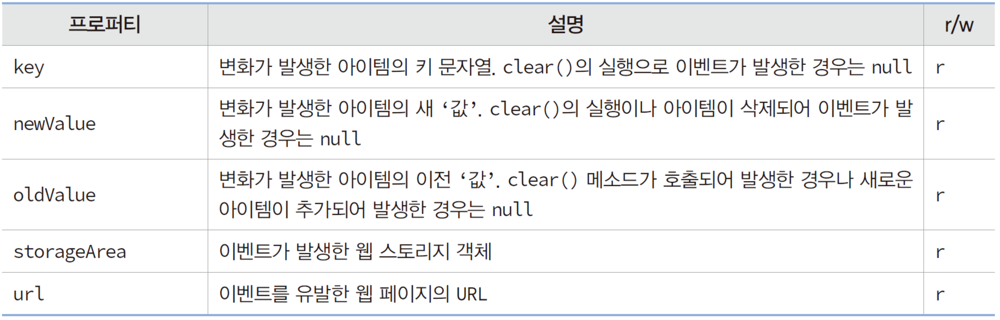 프로퍼티 설명 r/w
key 변화가 발생한 아이템의 키 문자열. clear()의 실행으로 이벤트가 발생한 경우는 null r
newValue 변화가 발생한 아이템의 새 ‘값’. clear()의 실행이나 아이템이 삭제되어 이벤트가 발
생한 경우는 null r
oldValue 변화가 발생한 아이템의 이전 ‘값’. clear() 메소드가 호출되어 발생한 경우나 새로운
아이템이 추가되어 발생한 경우는 null r
storageArea 이벤트가 발생한 웹 스토리지 객체 r
url 이벤트를 유발한 웹 페이지의 URL r